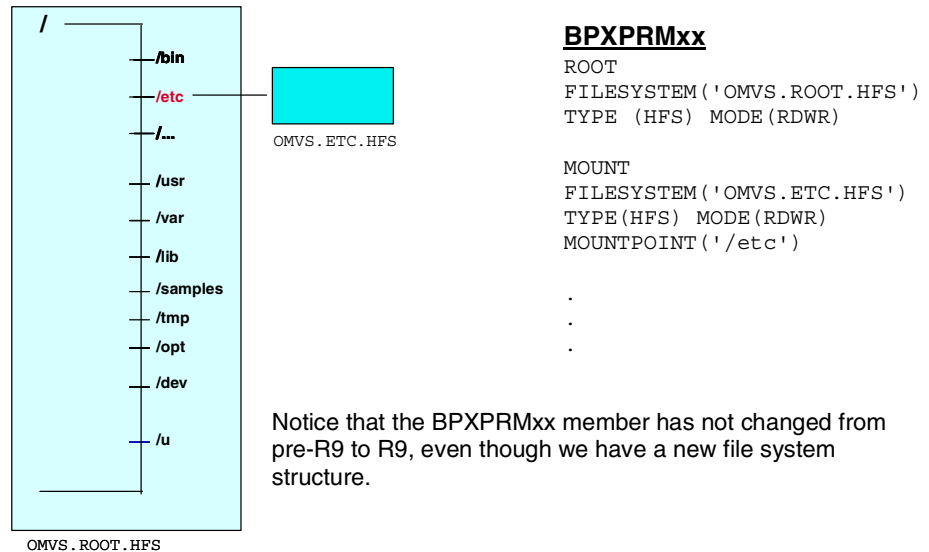 /
/bin
/etc
/...
/usr
/var
/lib
/samples
/tmp
/opt
/dev
/u
OMVS.ROOT.HFS
OMVS.ETC.HFS
BPXPRMxx
ROOT
FILESYSTEM('OMVS.ROOT.HFS')
TYPE (HFS) MODE(RDWR)
MOUNT
FILESYSTEM('OMVS.ETC.HFS')
TYPE(HFS) MODE(RDWR)
MOUNTPOINT('/etc')
.
.
.
Notice that the BPXPRMxx member has not changed from
pre-R9 to R9, even though we have a new file system
structure.